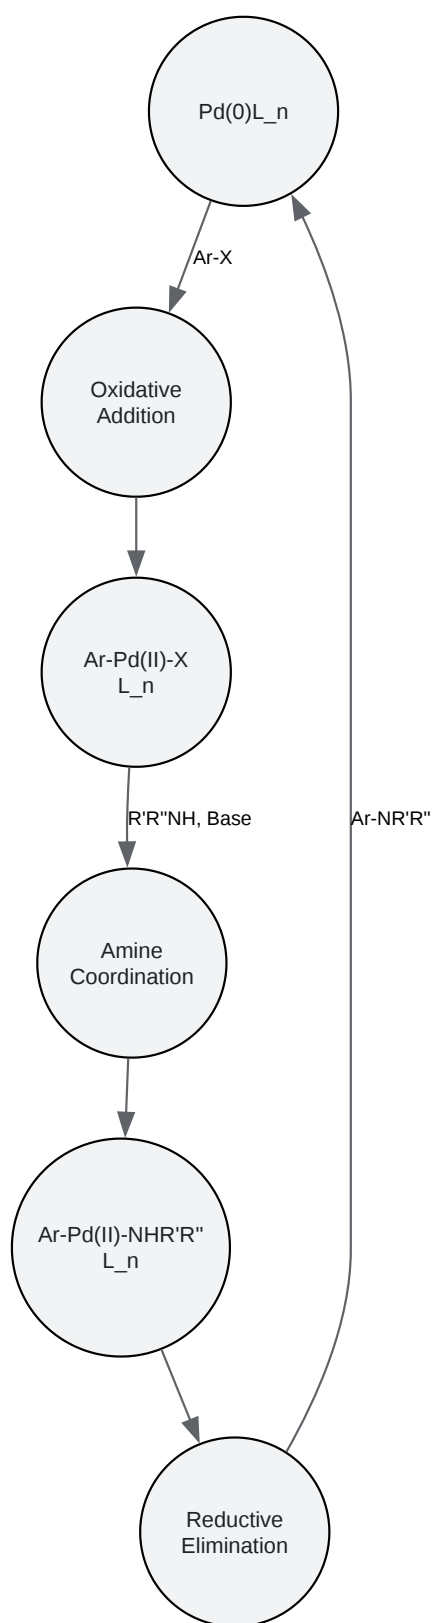 Pd(0)L_n
Ar-X
Oxidative
Addition
Ar-Pd(II)-X
L_n
R'R"NH, Base
Ar-NR'R"
Amine
Coordination
Ar-Pd(II)-NHR'R"
L_n
Reductive
Elimination